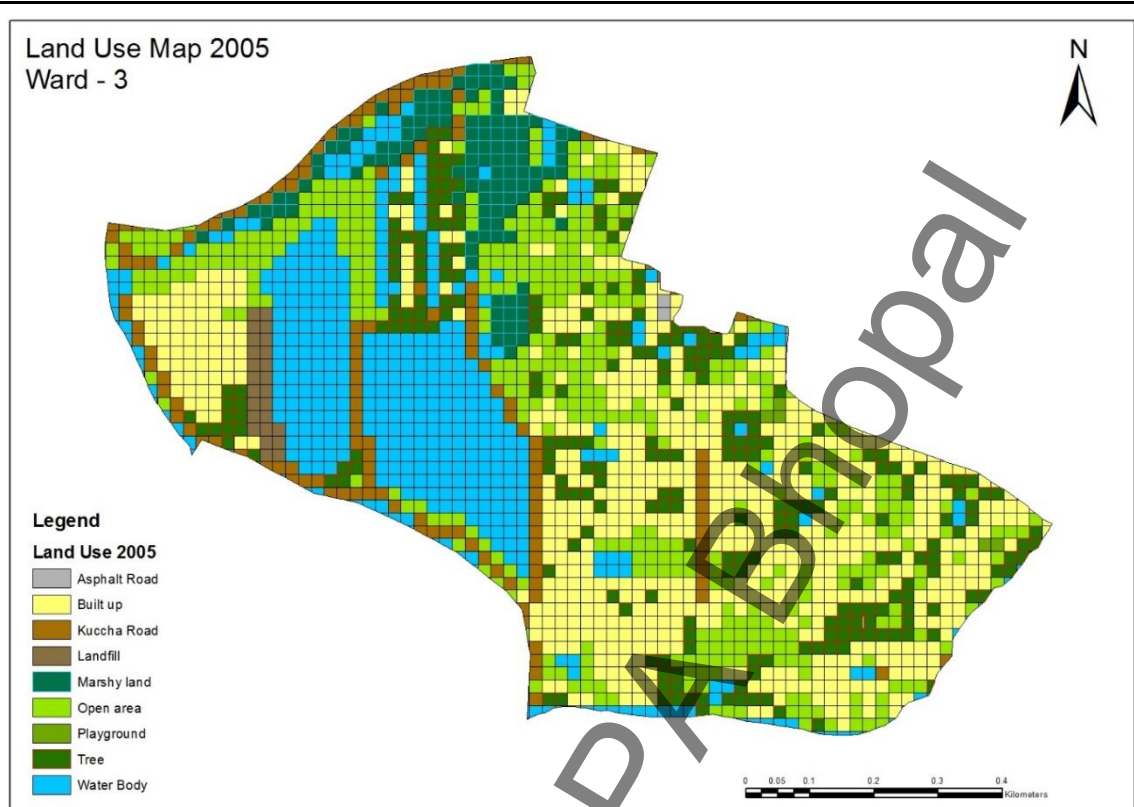 Land Use Map 2005
Ward - 3
N
Legend
Land Use 2005
Asphalt Road
Built up
Kuccha Road
Landfill
Marshy land
Open area
Playground
Tree
Water Body
0 0.05 0.1 0.2 0.3 0.4
Kilometers
PA Bhopal